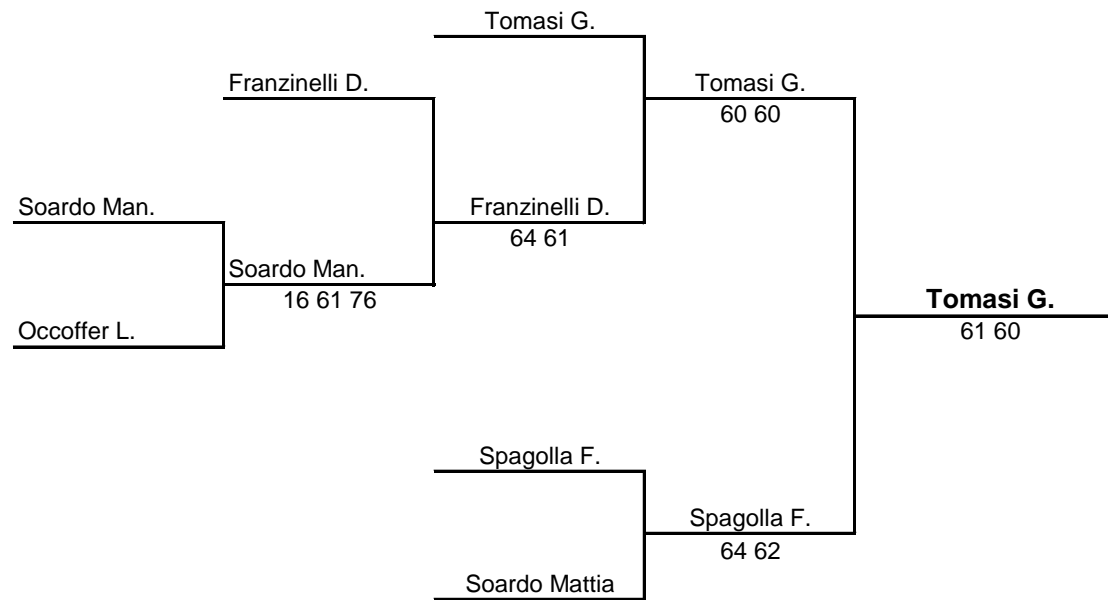 Tomasi G.
Franzinelli D.
Tomasi G.
60 60
Soardo Man.
Franzinelli D.
64 61
Soardo Man.
16 61 76
Tomasi G.
61 60
Occoffer L.
Spagolla F.
Spagolla F.
64 62
Soardo Mattia